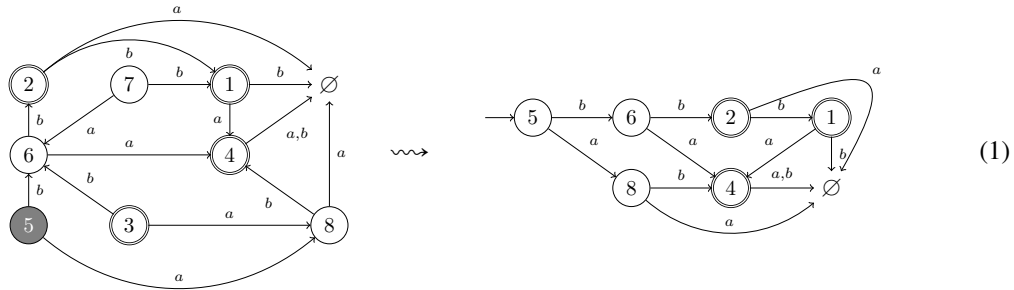 a
b
2 b 7 b 1 b ∅
a
b a a,b
6 a 4 a
b b b
5 3 a 8
a
a
5 b 6 b 2 b 1
a a a b
8 b 4 a,b ∅
a
(1)